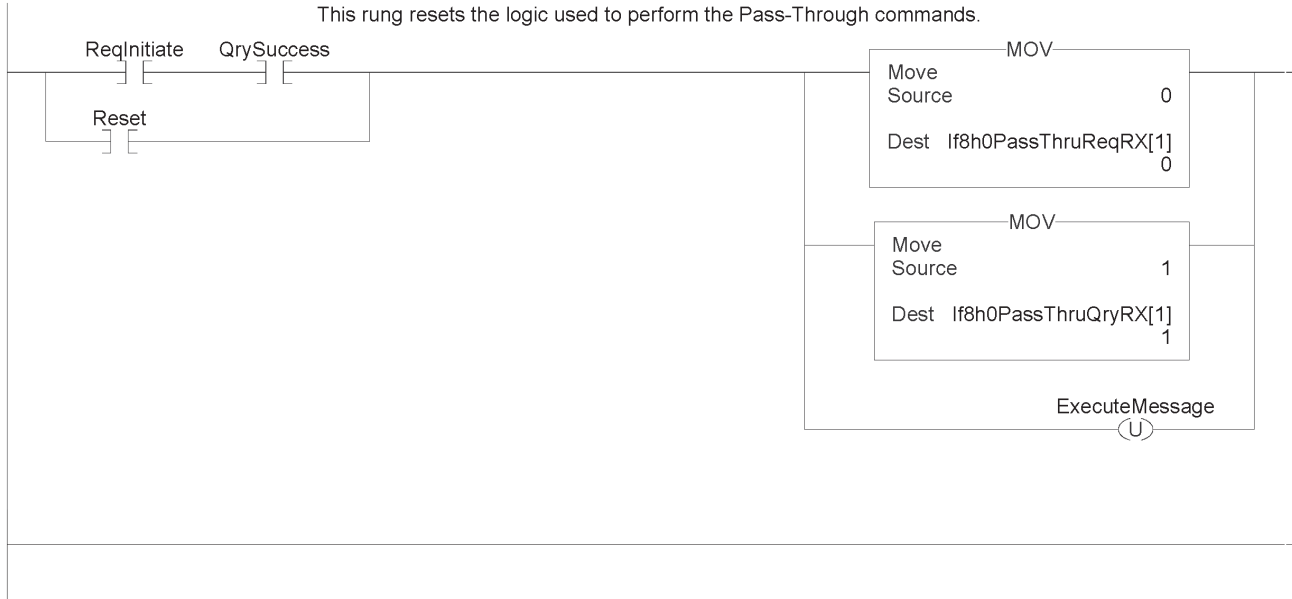 This rung resets the logic used to perform the Pass-Through commands.
ReqInitiate QrySuccess
Reset
MOV
Move
Source 0
Dest If8h0PassThruReqRX[1]
0
MOV
Move
Source 1
Dest If8h0PassThruQryRX[1]
1
ExecuteMessage
U